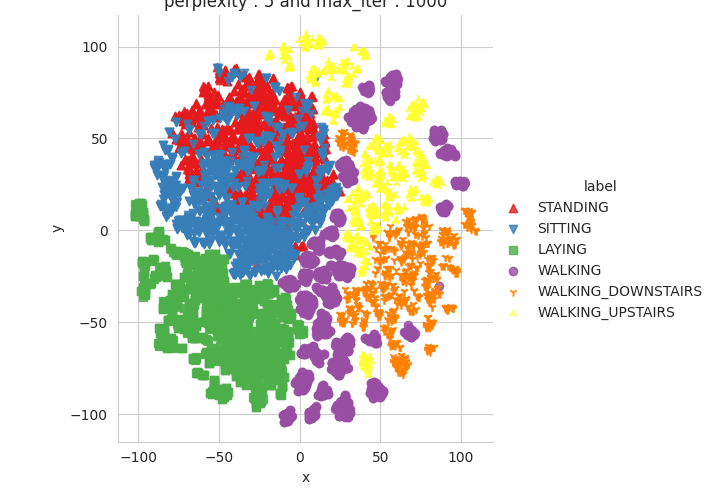 perplexity : 5 and max_iter : 1000
100
50
0
−50
−100
y
−100 −50 0 50 100
x
label
STANDING
SITTING
LAYING
WALKING
WALKING_DOWNSTAIRS
WALKING_UPSTAIRS